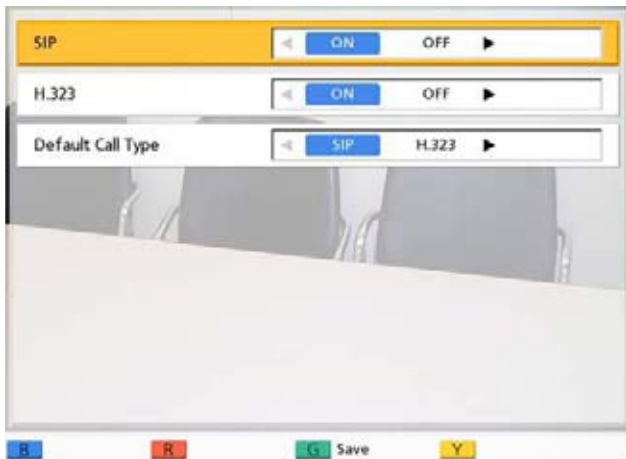 SIP ON OFF
H.323 ON OFF
Default Call Type SIP H.323
B R G Save Y